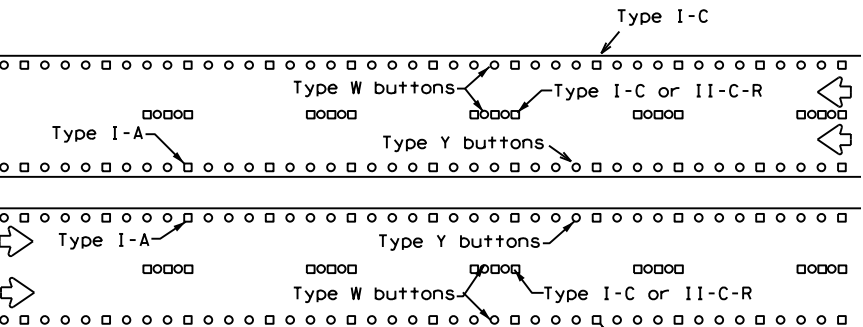 Type I-C
Type W buttons
Type I-C or II-C-R
Type I-A
Type Y buttons
Type I-A
Type Y buttons
Type W buttons
Type I-C or II-C-R